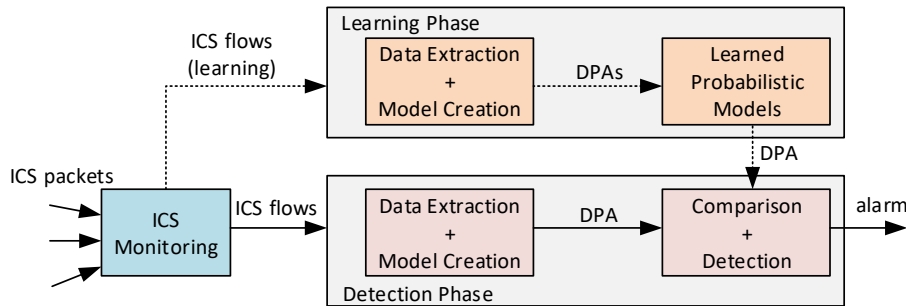 Learning Phase
ICS flows
(learning)
Data Extraction
+
Model Creation
DPAs
Learned
Probabilistic
Models
DPA
ICS packets
ICS
Monitoring
ICS flows
Data Extraction
+
Model Creation
DPA
Comparison
+
Detection
alarm
Detection Phase